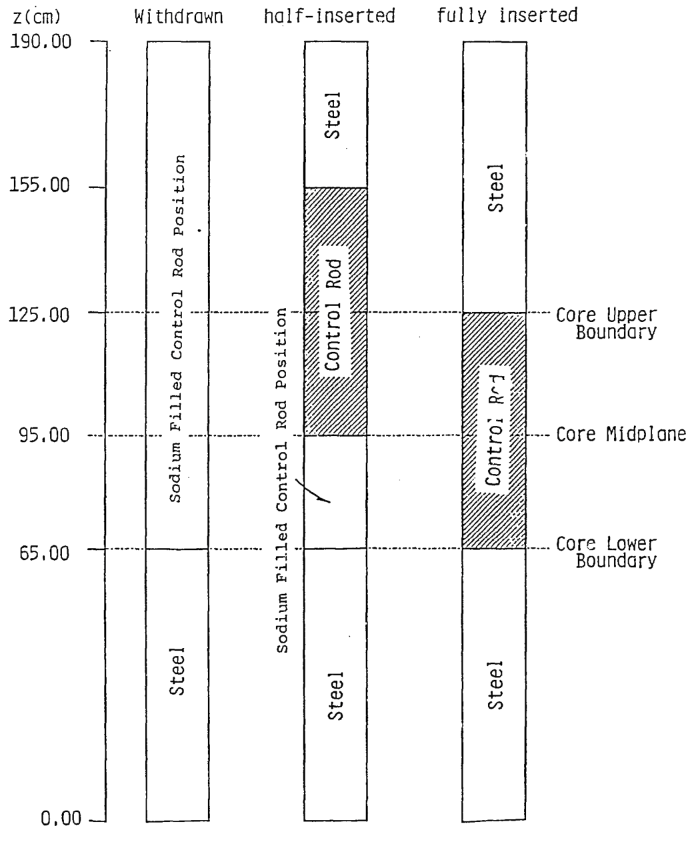 z(cm) Withdrawn half-inserted fully inserted
190.00
Steel
Sodium Filled Control Rod Position
155.00
Steel
Control Rod
125.00
Core Upper
Boundary
Sodium Filled Control Rod Position
Control Rod
95.00
Core Midplane
65.00
Core Lower
Boundary
Steel
Steel
Steel
0.00